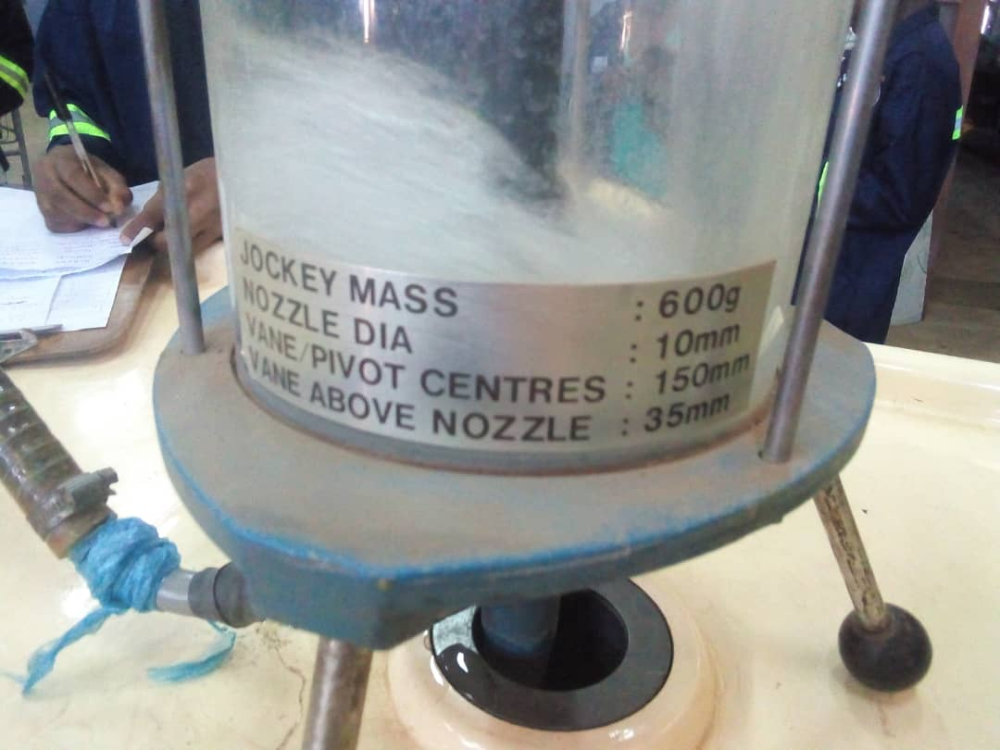 JOCKEY MASS : 600g
NOZZLE DIA : 10mm
VANE/PIVOT CENTRES : 150mm
VANE ABOVE NOZZLE : 35mm